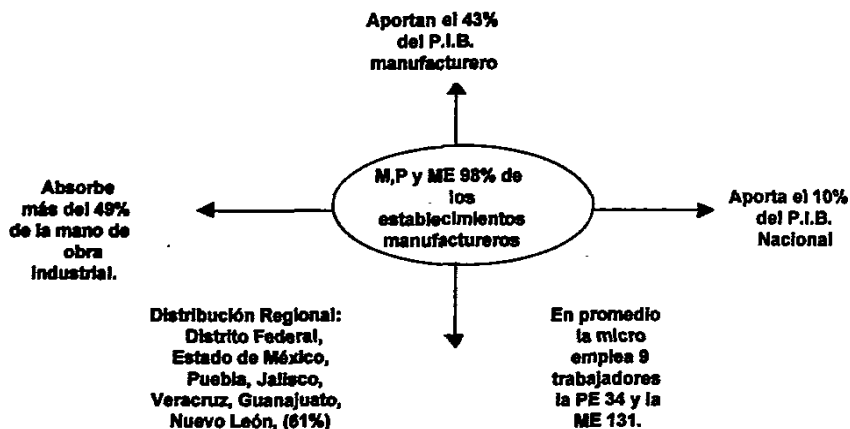 Aportan el 43%
del P.I.B.
manufacturero
M,P y ME 98% de
los
establecimientos
manufactureros
Absorbe
más del 49%
de la mano de
obra
industrial.
Aporta el 10%
del P.I.B.
Nacional
Distribución Regional:
Distrito Federal,
Estado de México,
Puebla, Jalisco,
Veracruz, Guanajuato,
Nuevo León, (61%)
En promedio
la micro
emplea 9
trabajadores
la PE 34 y la
ME 131.